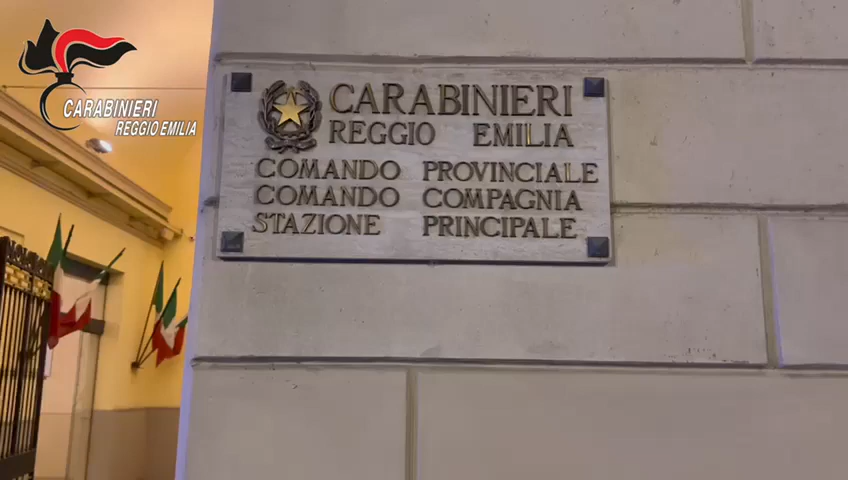 CARABINIERI
REGGIO EMILIA
CARABINIERI
REGGIO EMILIA
COMANDO PROVINCIALE
COMANDO COMPAGNIA
STAZIONE PRINCIPALE